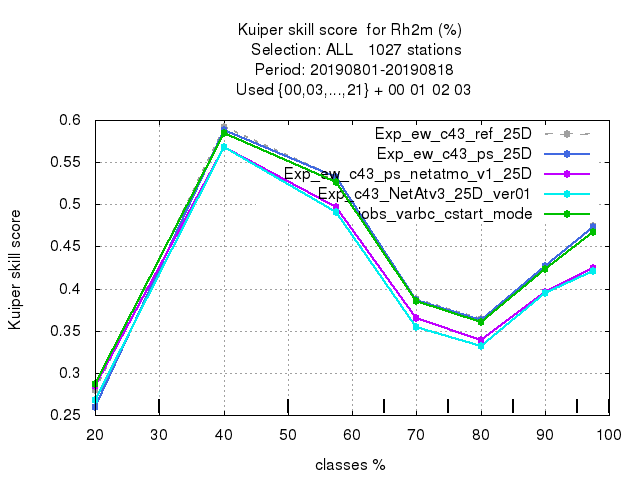 Kuiper skill score for Rh2m (%)
Selection: ALL 1027 stations
Period: 20190801-20190818
Used {00,03,...,21} + 00 01 02 03
0.6
0.55
0.5
0.45
0.4
0.35
0.3
0.25
Kuiper skill score
Exp_ew_c43_ref_25D
Exp_ew_c43_ps_25D
Exp_ew_c43_ps_netatmo_v1_25D
Exp_c43_NetAtv3_25D_ver01
jobs_varbc_cstart_mode
20 30 40 50 60 70 80 90 100
classes %